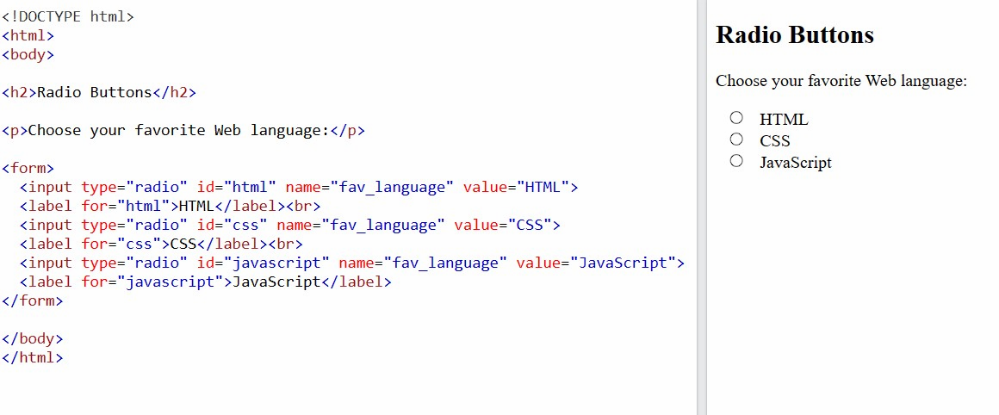 <!DOCTYPE html>
<html>
<body>
<h2>Radio Buttons</h2>
<p>Choose your favorite Web language:</p>
<form>
  <input type="radio" id="html" name="fav_language" value="HTML">
  <label for="html">HTML</label><br>
  <input type="radio" id="css" name="fav_language" value="CSS">
  <label for="css">CSS</label><br>
  <input type="radio" id="javascript" name="fav_language" value="JavaScript">
  <label for="javascript">JavaScript</label>
</form>
</body>
</html>
Radio Buttons
Choose your favorite Web language:
HTML
CSS
JavaScript